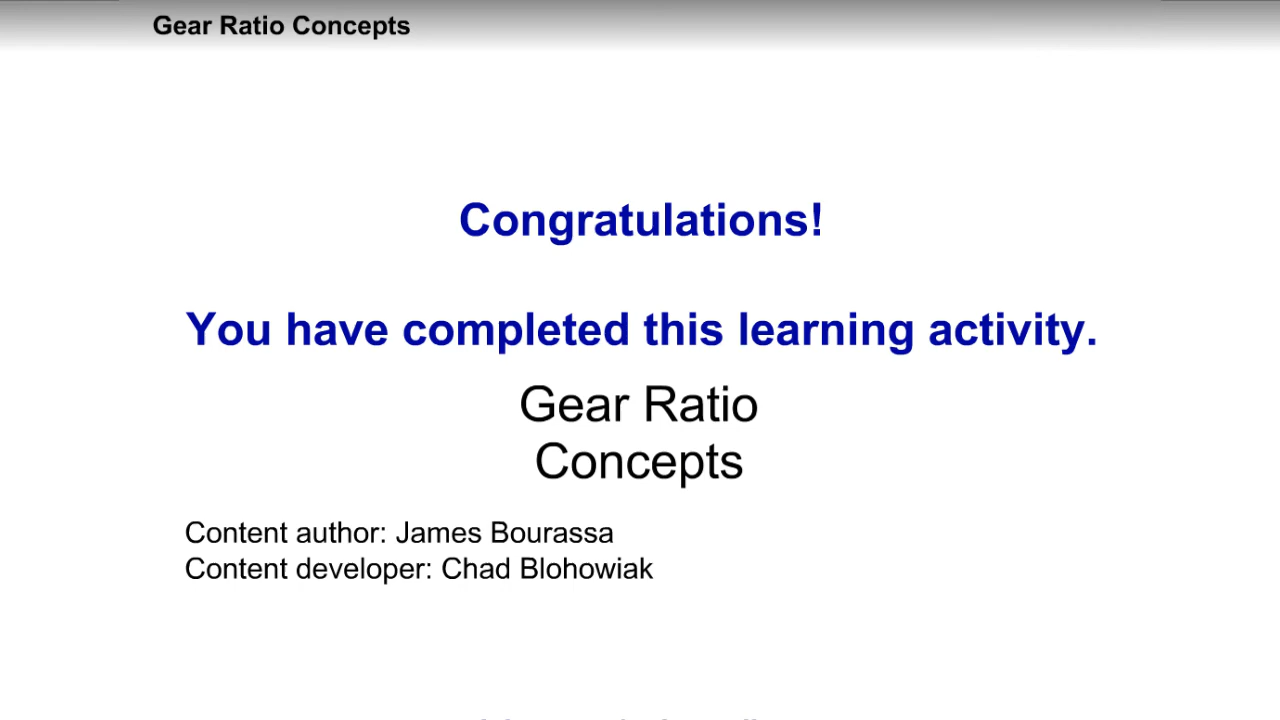 Gear Ratio Concepts
Congratulations!
You have completed this learning activity.
Gear Ratio
Concepts
Content author: James Bourassa
Content developer: Chad Blohowiak